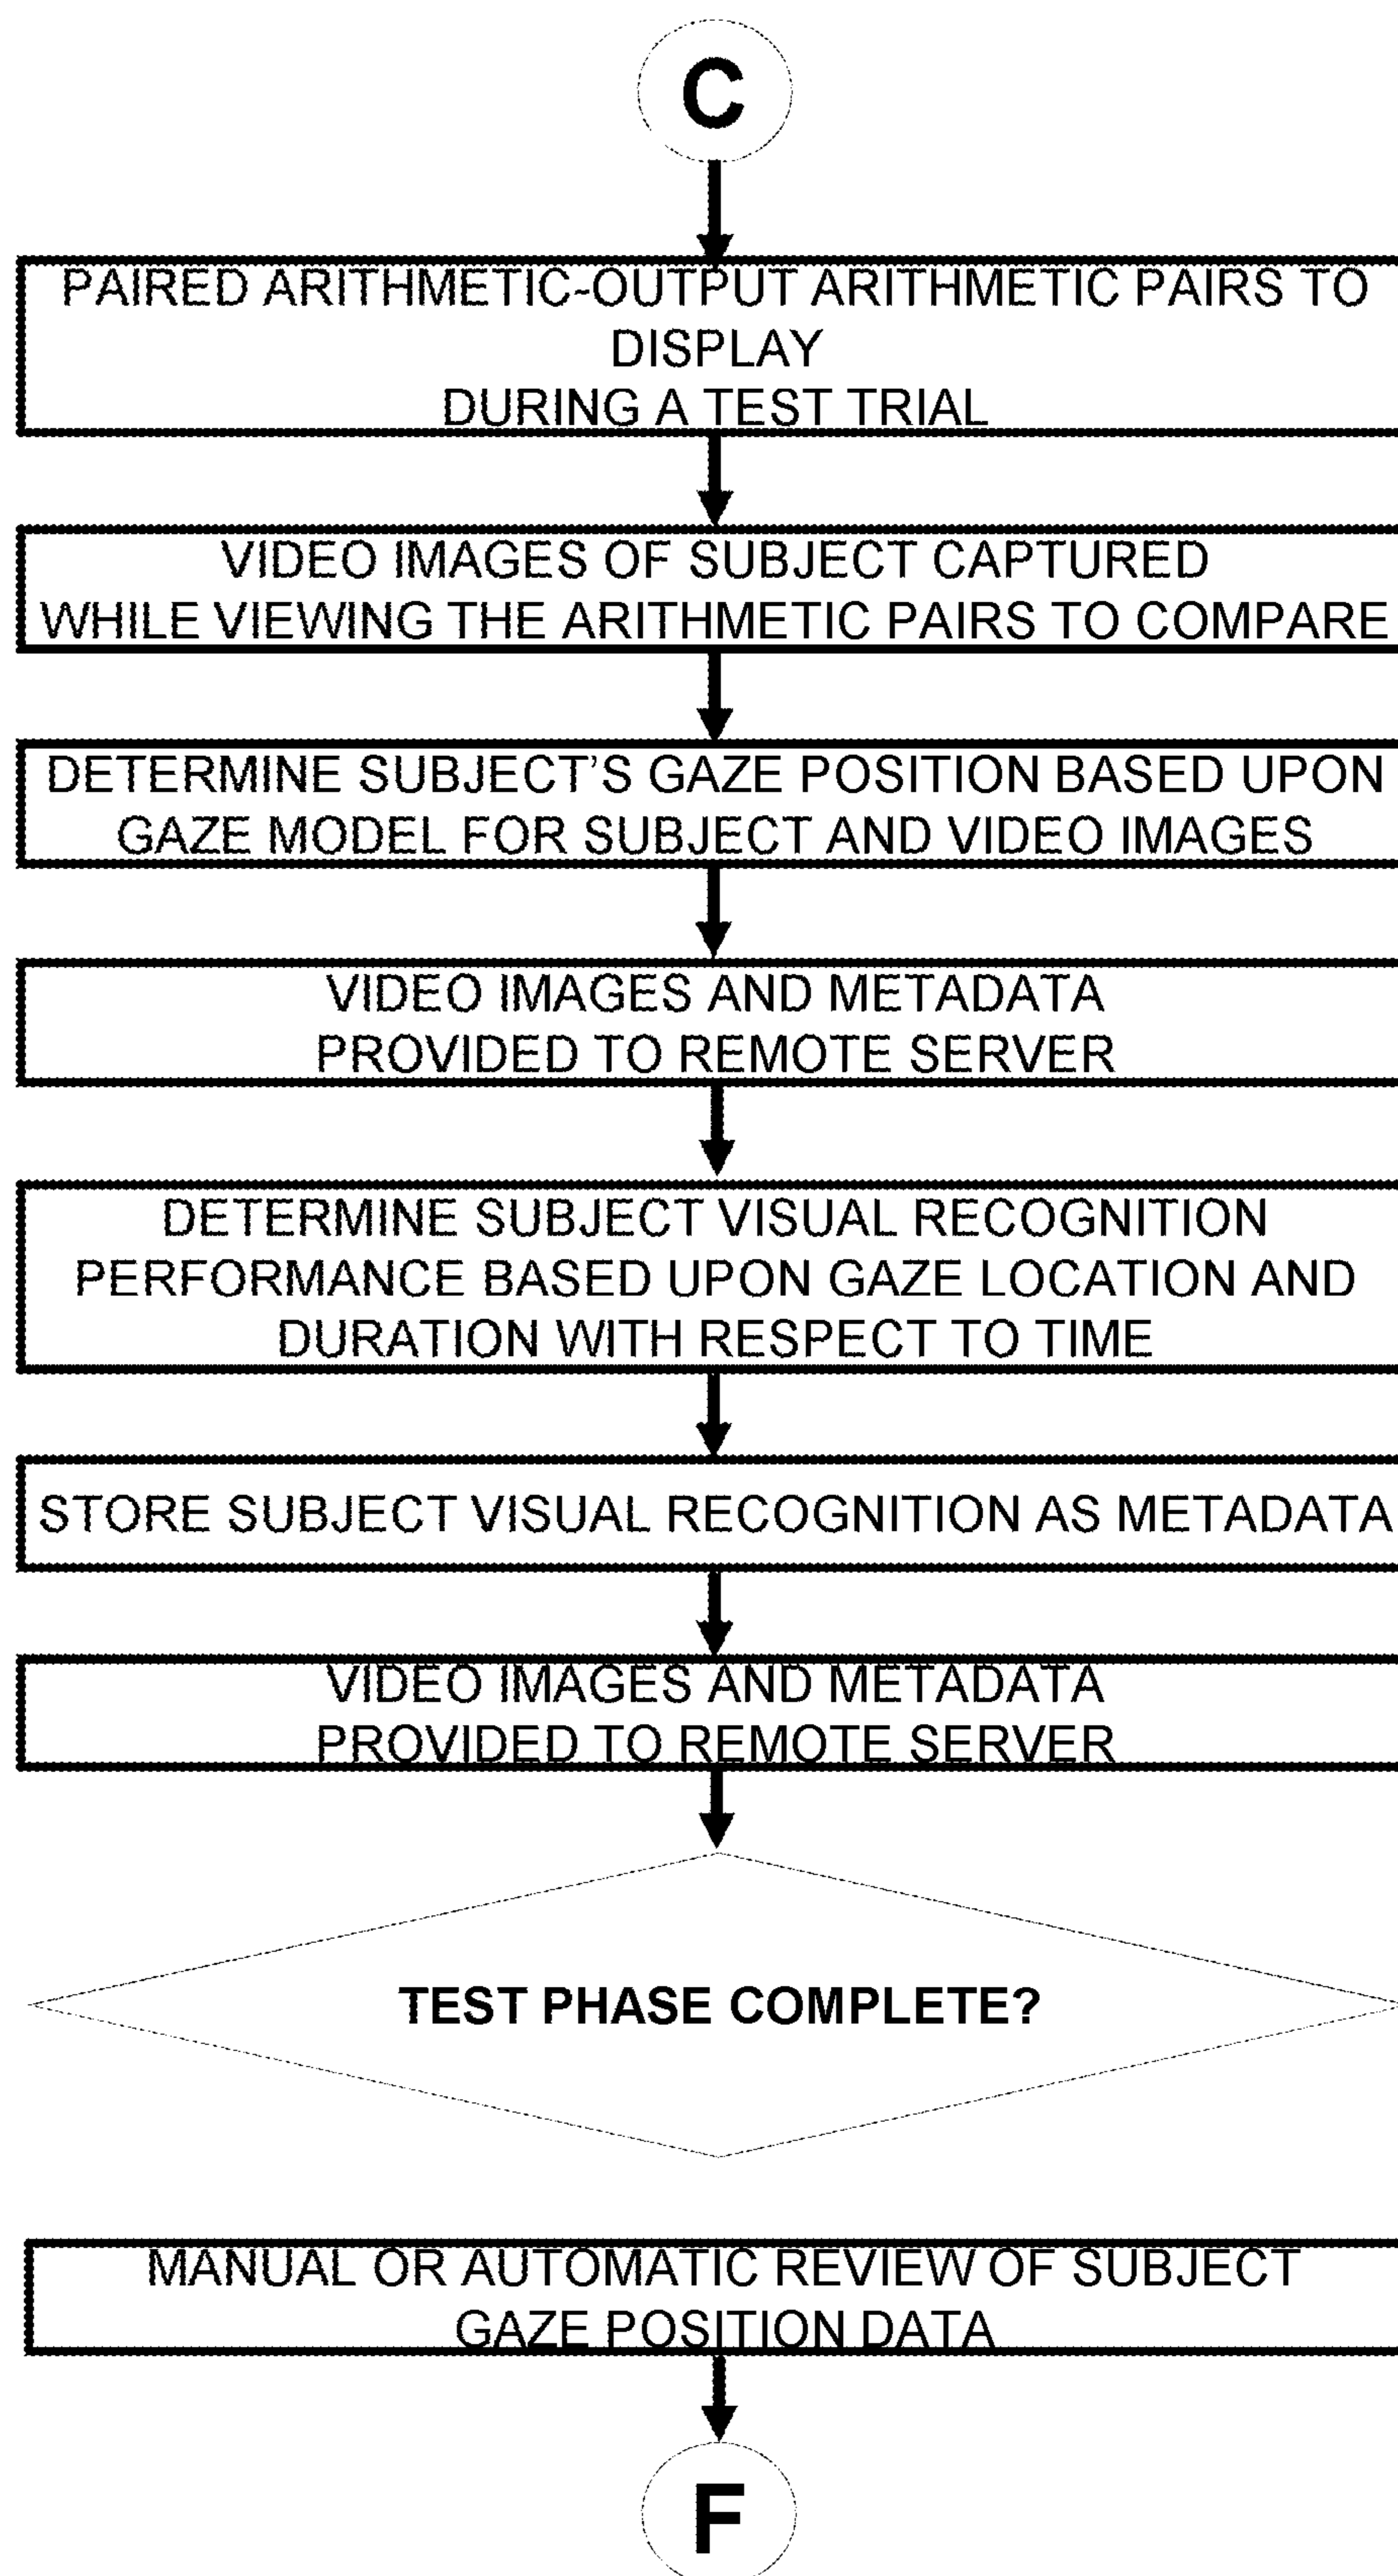 C
PAIRED ARITHMETIC-OUTPUT ARITHMETIC PAIRS TO
DISPLAY
DURING A TEST TRIAL
VIDEO IMAGES OF SUBJECT CAPTURED
WHILE VIEWING THE ARITHMETIC PAIRS TO COMPARE
DETERMINE SUBJECT'S GAZE POSITION BASED UPON
GAZE MODEL FOR SUBJECT AND VIDEO IMAGES
VIDEO IMAGES AND METADATA
PROVIDED TO REMOTE SERVER
DETERMINE SUBJECT VISUAL RECOGNITION
PERFORMANCE BASED UPON GAZE LOCATION AND
DURATION WITH RESPECT TO TIME
STORE SUBJECT VISUAL RECOGNITION AS METADATA
VIDEO IMAGES AND METADATA
PROVIDED TO REMOTE SERVER
TEST PHASE COMPLETE?
MANUAL OR AUTOMATIC REVIEW OF SUBJECT
GAZE POSITION DATA
F